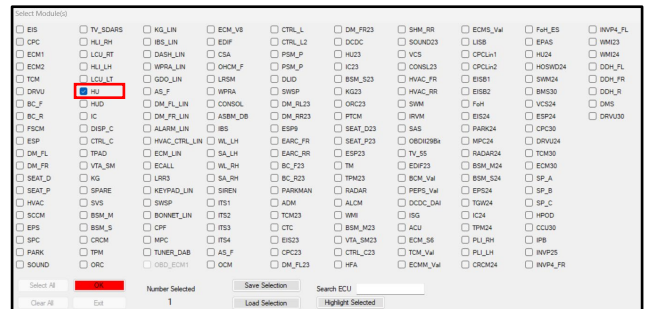 Select Module(s)
EIS TV_SDARS KG_LIN ECM_V8 CTRL_L DM_FR23 SHM_RR ECMS_Val FoH_ES INVP4_FL
CPC HLI_RH IBS_LIN EDIF CTRL_L2 DCDC SOUND23 LISB EPAS WMI23
ECM1 LCU_RT DASH_LIN CSA PSM_P HU23 VCS CPCLin1 HU24 WMI24
ECM2 HLI_LH WPRA_LIN OHCM_F PSM_P IC23 CONSL23 CPCLin2 HOSWD24 DDH_FL
TCM LCU_LT GDO_LIN LRSM DLID BSM_S23 HVAC_FR EISB1 SWM24 DDH_FR
DRVU HU AS_F WPRA SWSP KG23 HVAC_RR EISB2 BMS30 DDH_R
BC_F HUD DM_FL_LIN CONSOL DM_RL23 ORC23 SWM FoH VCS24 DMS
BC_R IC DM_FR_LIN ASBM_DB DM_RR23 PTCM IRVM EIS24 ESP24 DRVU30
FSCM DISP_C ALARM_LIN IBS ESP9 SEAT_D23 SAS PARK24 CPC30
ESP CTRL_C HVAC_CTRL_LIN WL_LH EARC_FR SEAT_P23 OBDII29Bit MPC24 DRVU24
DM_FL TPAD ECM_LIN SA_LH EARC_RR ESP23 TV_S5 RADAR24 TCM30
DM_FR VTA_SM ECALL WL_RH BC_F23 TM EDIF23 BSM_M24 ECM30
SEAT_D KG LRR3 SA_RH BC_R23 TPM23 BCM_Val BSM_S24 SP_A
SEAT_P SPARE KEYPAD_LIN SIREN PARKMAN RADAR PEPS_Val EPS24 SP_B
HVAC SVS SWSP ITS1 ADM ALCM DCDC_DAI TGW24 SP_C
SCCM BSM_M BONNET_LIN ITS2 TCM23 WMI ISG IC24 HPOD
EPS BSM_S CPF ITS3 CTC BSM_M23 ACU TPM24 CCU30
SPC CRCM MPC ITS4 EIS23 VTA_SM23 ECM_S6 PLI_RH IPB
PARK TPM TUNER_DAB AS_F CPC23 CTRL_C23 TCM_Val PLI_LH INVP25
SOUND ORC OBD_ECM1 OCM DM_FL23 HFA ECMM_Val CRCM24 INVP4_FR
Select All OK Number Selected Save Selection Search ECU
Clear All Exit 1 Load Selection Highlight Selected